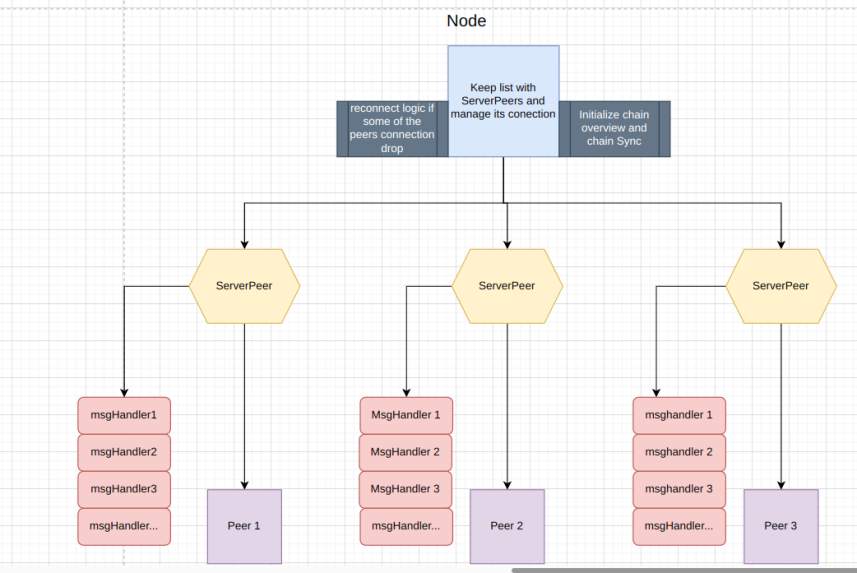 Node
Keep list with
ServerPeers and
manage its conection
reconnect logic if
some of the
peers connection
drop
Initialize chain
overview and
chain Sync
ServerPeer
ServerPeer
ServerPeer
msgHandler1
msgHandler2
msgHandler3
msgHandler...
Peer 1
MsgHandler 1
MsgHandler 2
MsgHandler 3
msgHandler...
Peer 2
msghandler 1
msghandler 2
msghandler 3
msgHandler...
Peer 3